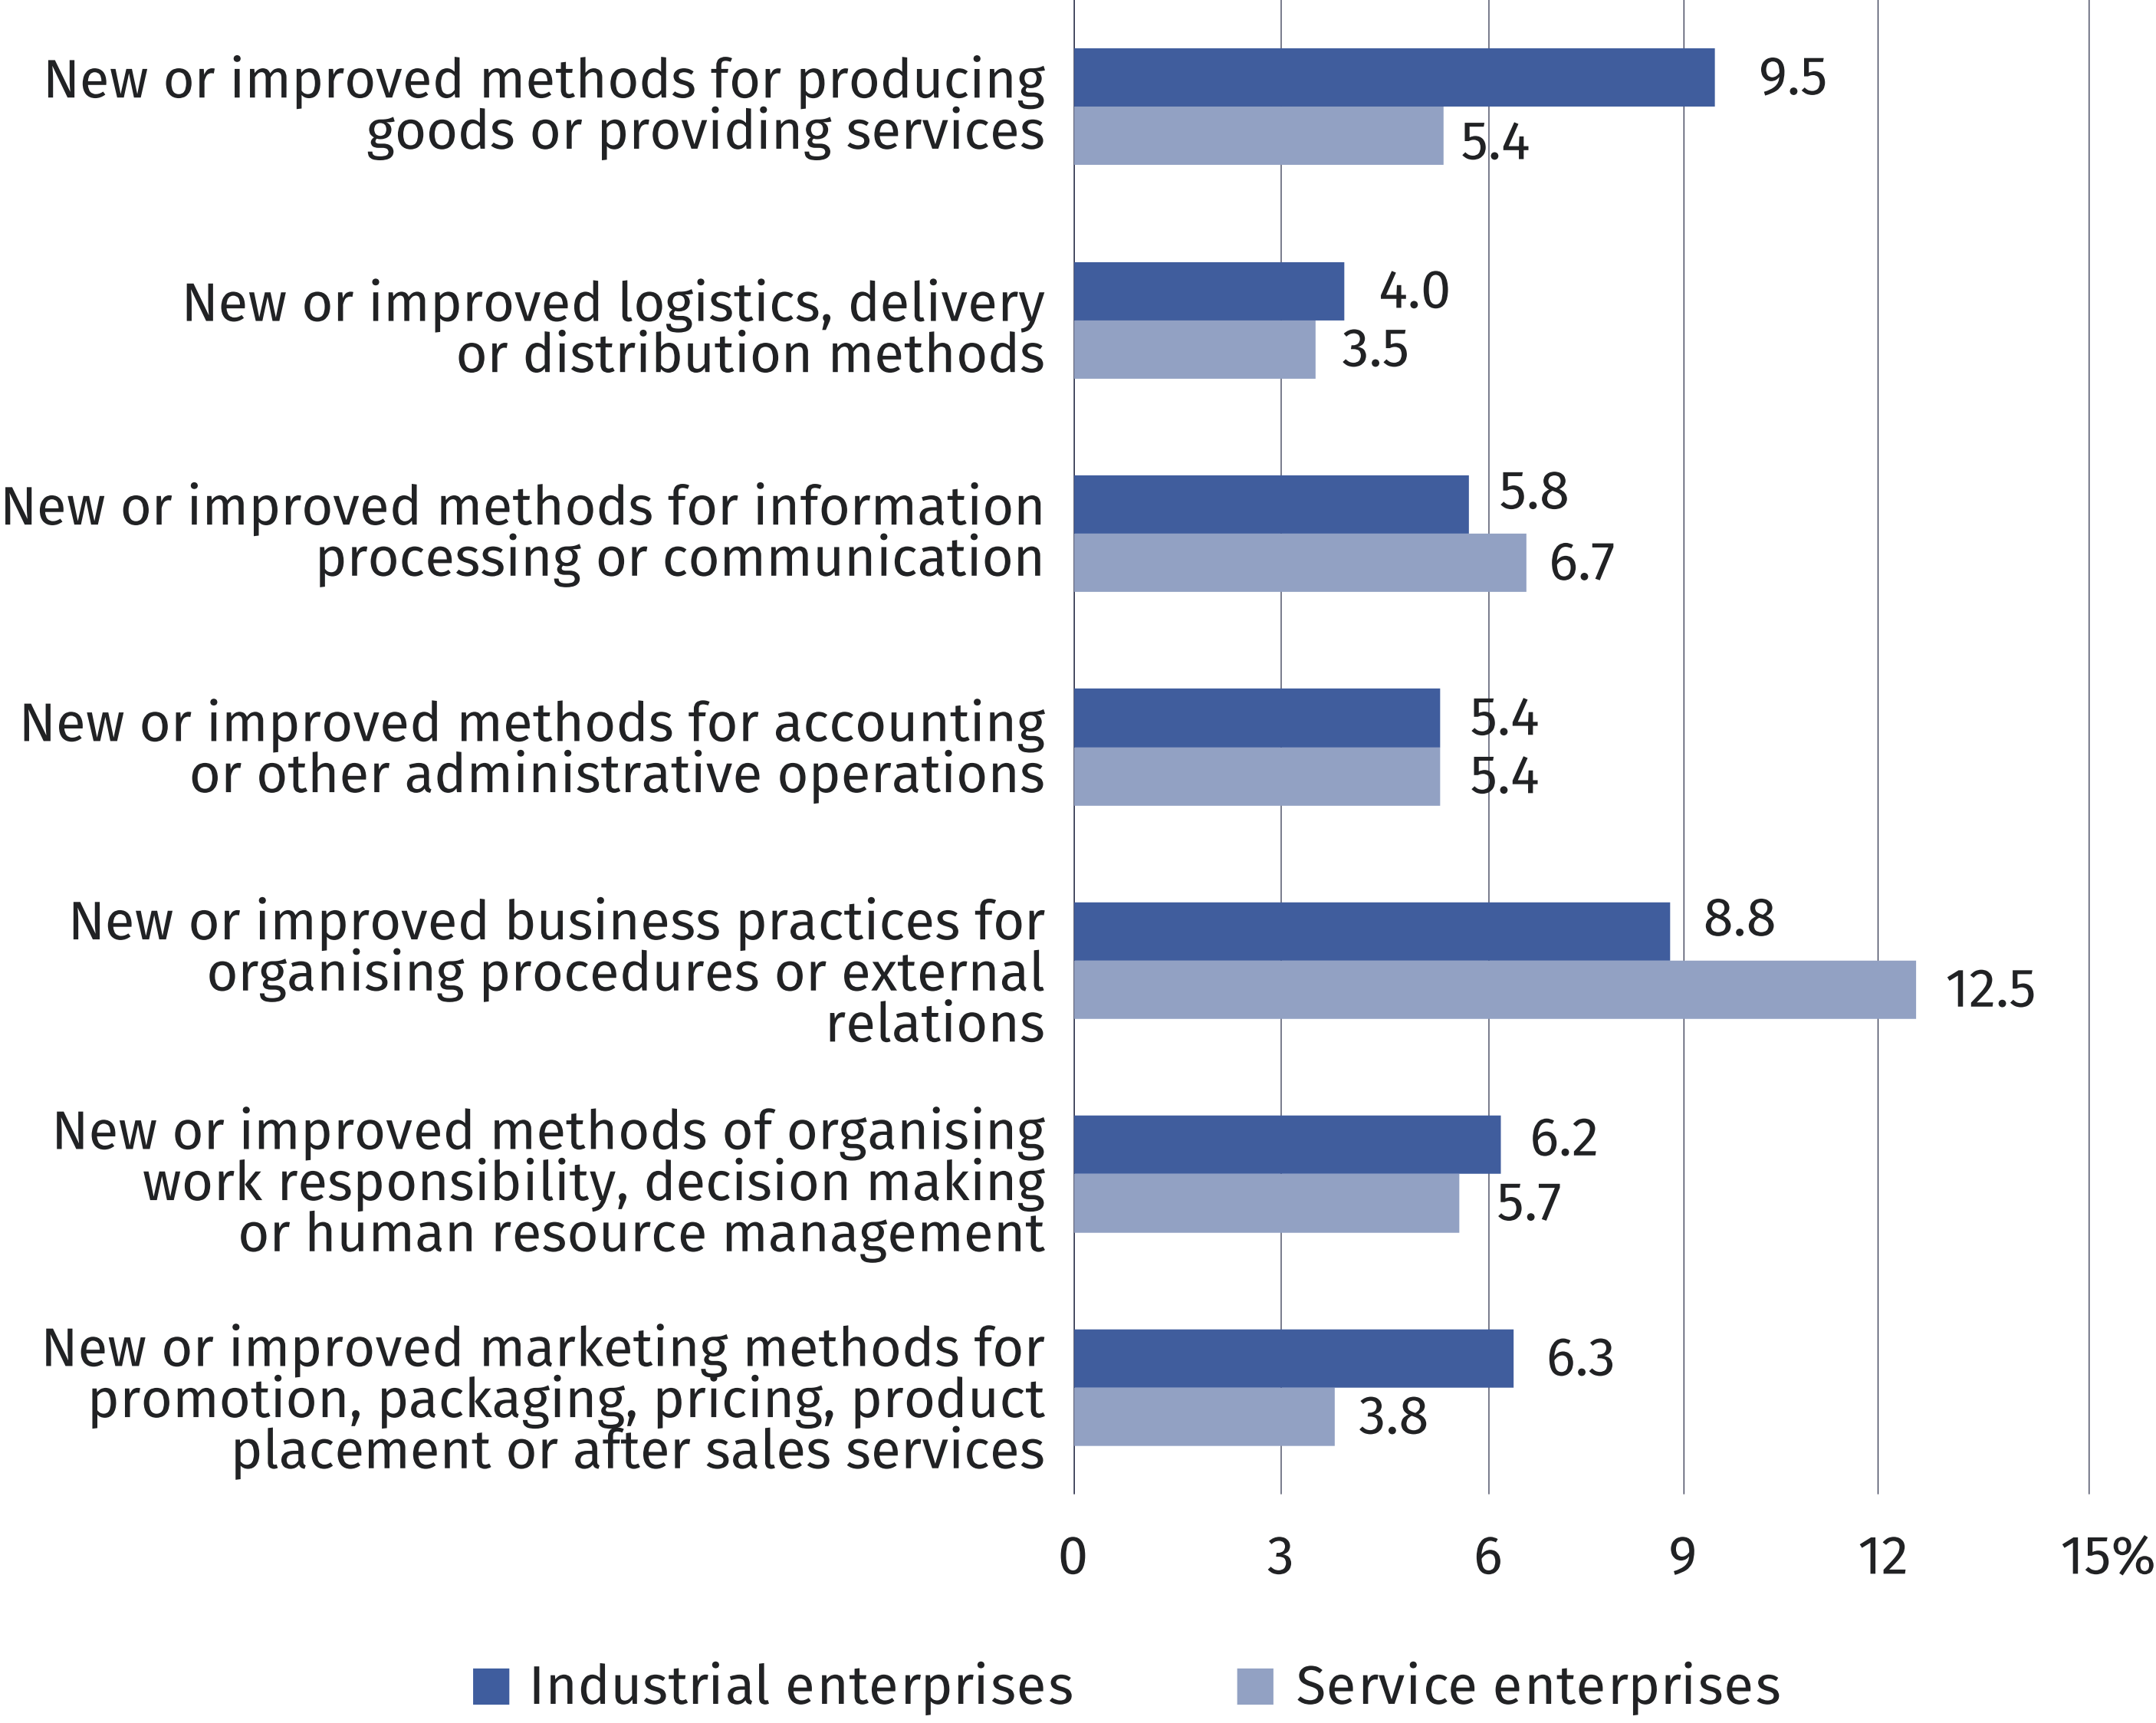 New or improved methods for producing
goods or providing services
9.5
5.4
New or improved logistics, delivery
or distribution methods
4.0
3.5
New or improved methods for information
processing or communication
5.8
6.7
New or improved methods for accounting
or other administrative operations
5.4
5.4
New or improved business practices for
organising procedures or external
relations
8.8
12.5
New or improved methods of organising
work responsibility, decision making
or human resource management
6.2
5.7
New or improved marketing methods for
promotion, packaging, pricing, product
placement or after sales services
6.3
3.8
0 3 6 9 12 15%
Industrial enterprises Service enterprises